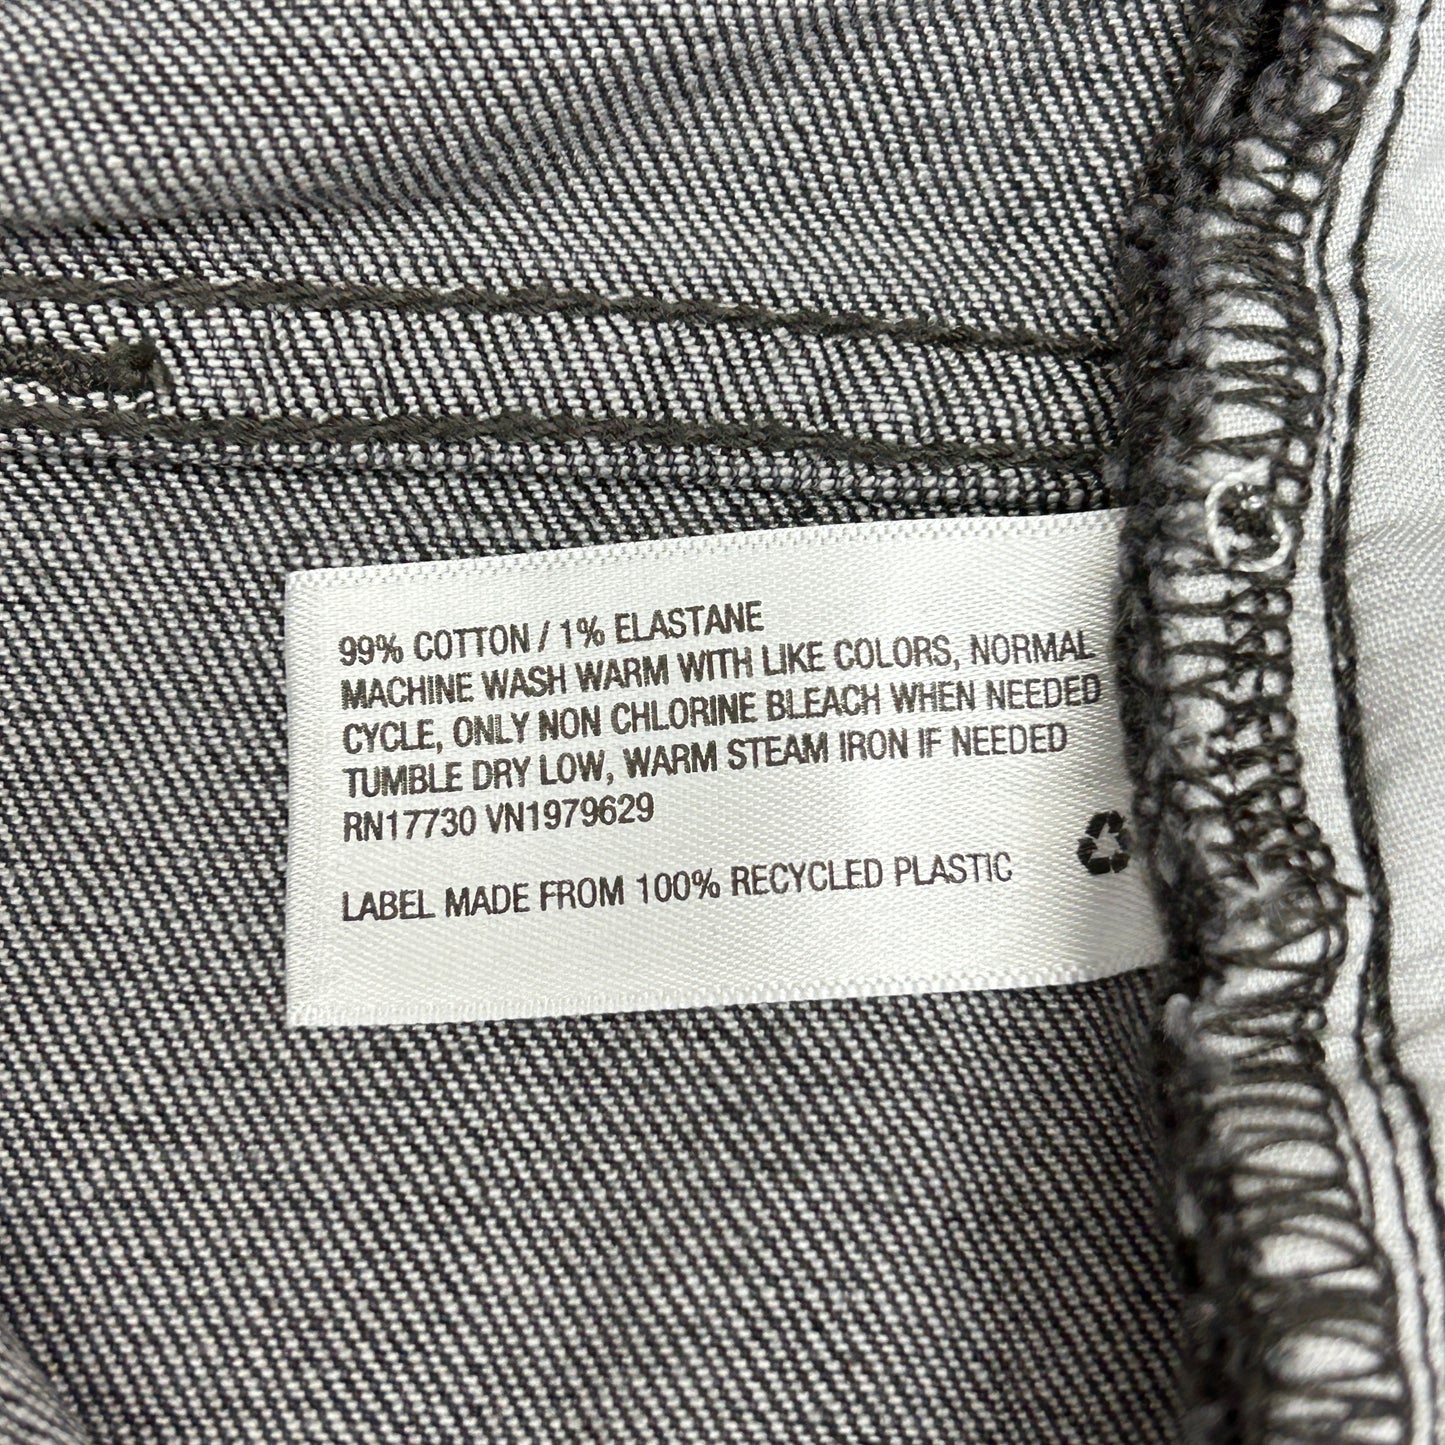 99% COTTON / 1% ELASTANE
MACHINE WASH WARM WITH LIKE COLORS, NORMAL
CYCLE, ONLY NON CHLORINE BLEACH WHEN NEEDED
TUMBLE DRY LOW, WARM STEAM IRON IF NEEDED
RN17730 VN1979629
LABEL MADE FROM 100% RECYCLED PLASTIC